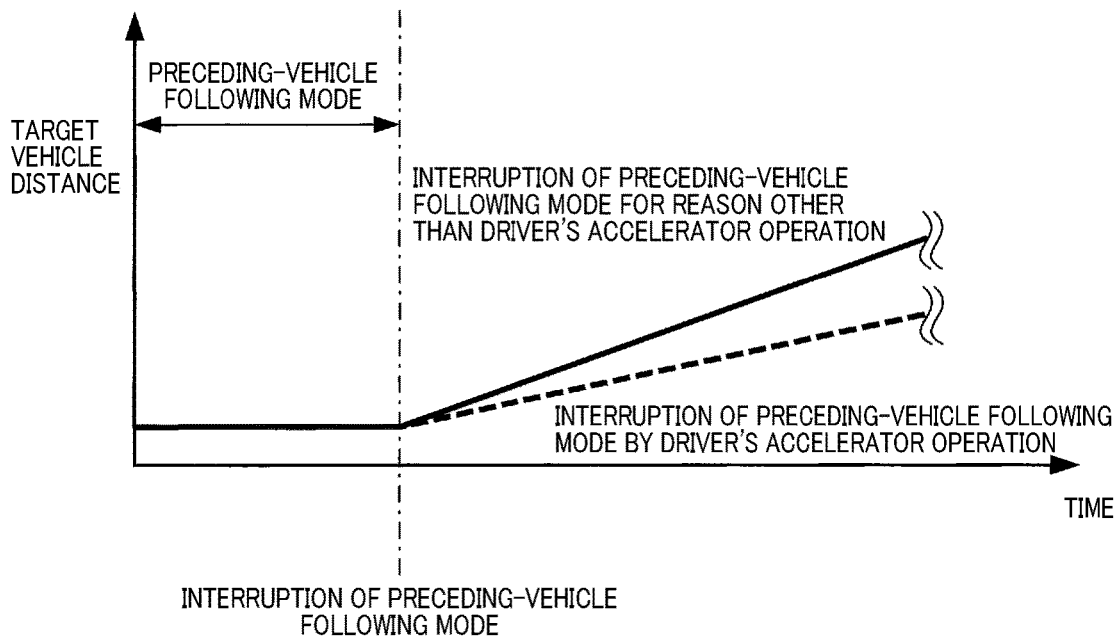 PRECEDING-VEHICLE
FOLLOWING MODE
TARGET
VEHICLE
DISTANCE
INTERRUPTION OF PRECEDING-VEHICLE
FOLLOWING MODE FOR REASON OTHER
THAN DRIVER'S ACCELERATOR OPERATION
INTERRUPTION OF PRECEDING-VEHICLE FOLLOWING
MODE BY DRIVER'S ACCELERATOR OPERATION
TIME
INTERRUPTION OF PRECEDING-VEHICLE
FOLLOWING MODE